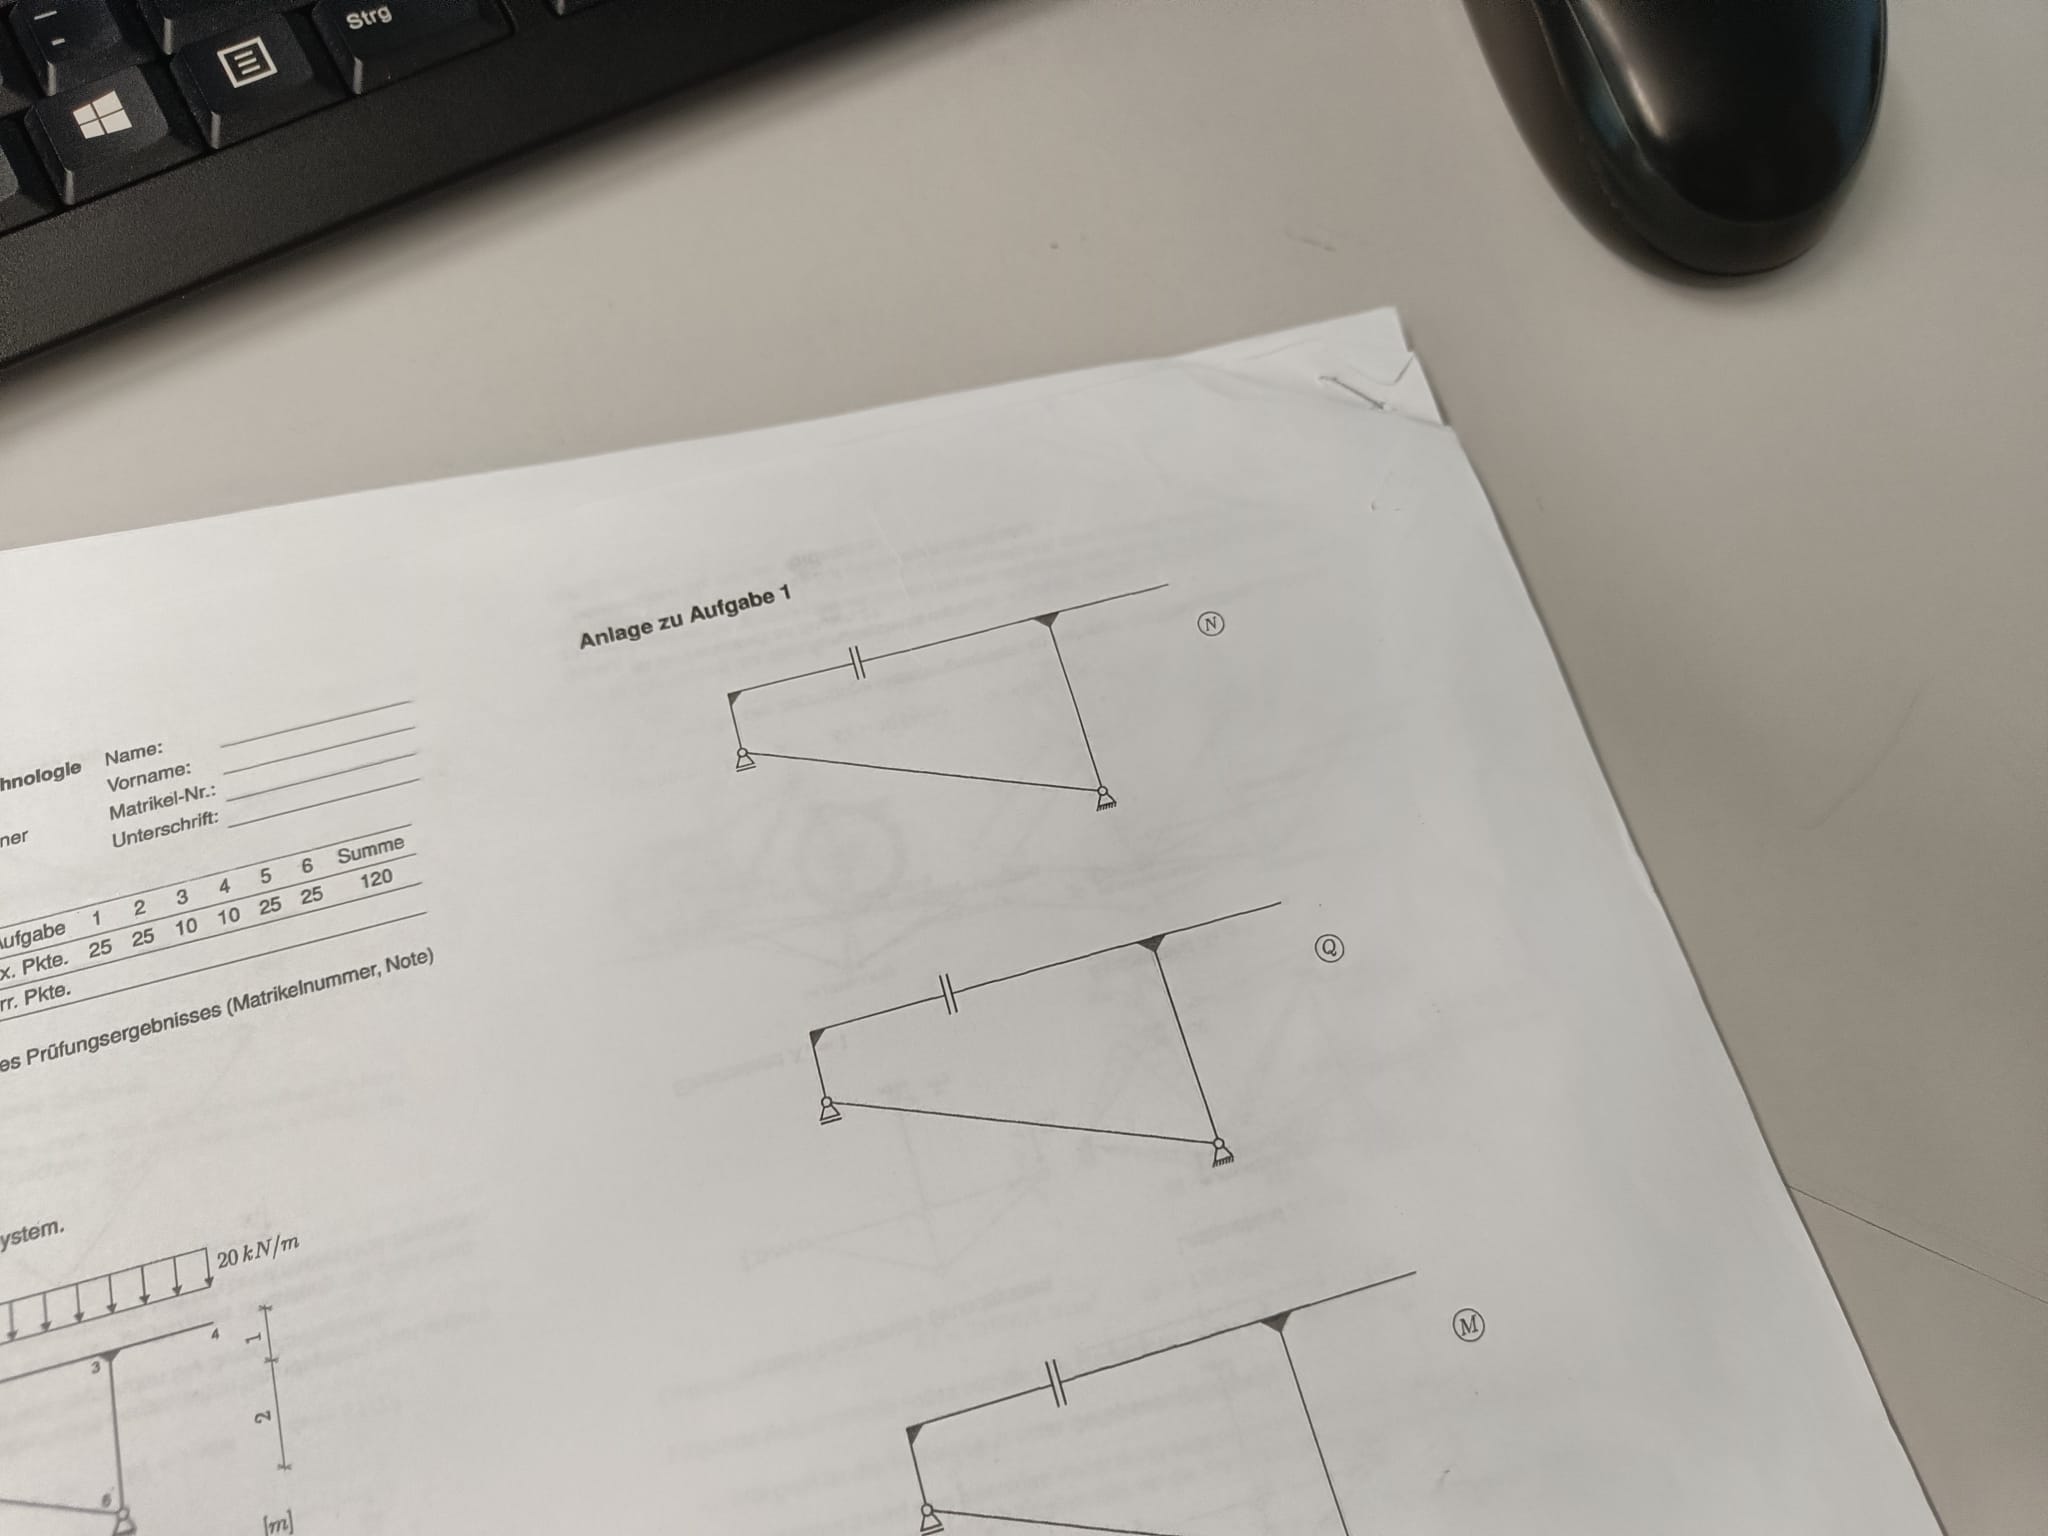 Strg
hnologie
ner
Name:
Vorname:
Matrikel-Nr.:
Unterschrift:
ufgabe 1 2 3 4 5 6 Summe
x. Pkte. 25 25 10 10 25 25 120
rr. Pkte.
es Prüfungsergebnisses (Matrikelnummer, Note)
ystem.
20 kN/m
4
3
1
2
6
[m]
Anlage zu Aufgabe 1
N
Q
M